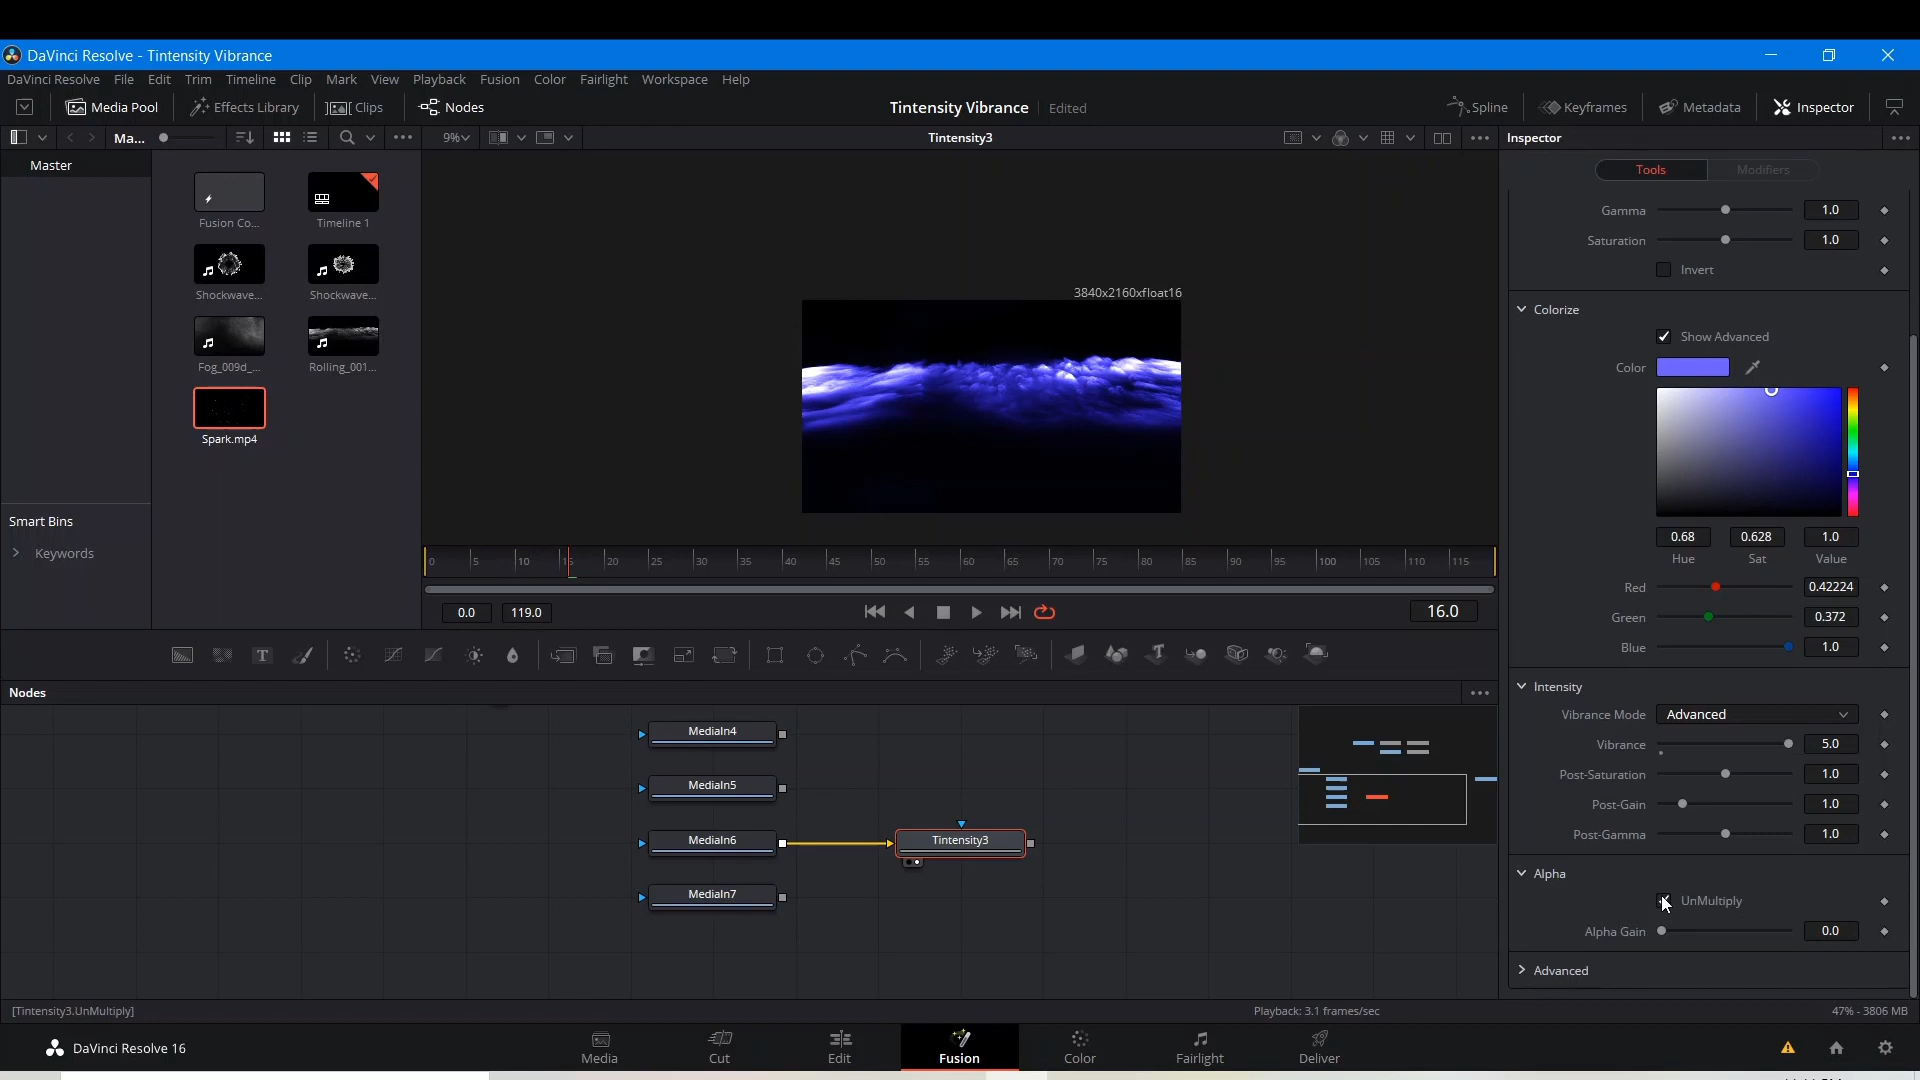 DaVinci Resolve - Tintensity Vibrance
DaVinci Resolve File Edit Trim Timeline Clip Mark View Playback Fusion Color Fairlight Workspace Help
Media Pool Effects Library Clips Nodes Tintensity Vibrance Edited Spline Keyframes Metadata Inspector
Ma... 9% Tintensity3 Inspector
Master
Tools Modifiers
Fusion Co... Timeline 1
Shockwave... Shockwave...
Fog_009d_... Rolling_001...
Spark.mp4
Smart Bins
Keywords
3840x2160xfloat16
0 5 10 15 20 25 30 35 40 45 50 55 60 65 70 75 80 85 90 95 100 105 110 115
0.0 119.0 16.0
Gamma 1.0
Saturation 1.0
Invert
Colorize
Show Advanced
Color
0.68 0.628 1.0
Hue Sat Value
Red 0.42224
Green 0.372
Blue 1.0
Intensity
Vibrance Mode Advanced
Vibrance 5.0
Post-Saturation 1.0
Post-Gain 1.0
Post-Gamma 1.0
Alpha
UnMultiply
Alpha Gain 0.0
Advanced
Nodes
MediaIn4
MediaIn5
MediaIn6 Tintensity3
MediaIn7
[Tintensity3.UnMultiply] Playback: 3.1 frames/sec 47% - 3806 MB
DaVinci Resolve 16
Media Cut Edit Fusion Color Fairlight Deliver